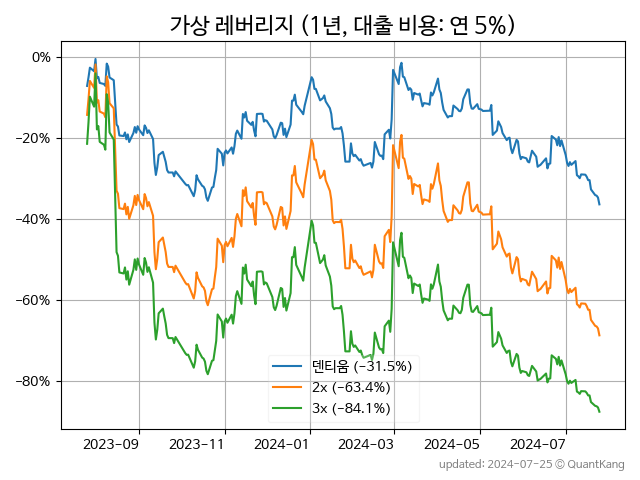 가상 레버리지 (1년, 대출 비용: 연 5%)
0%
−20%
−40%
−60%
−80%
덴티움 (−31.5%)
2x (−63.4%)
3x (−84.1%)
2023−09 2023−11 2024−01 2024−03 2024−05 2024−07
updated: 2024−07−25 © QuantKang